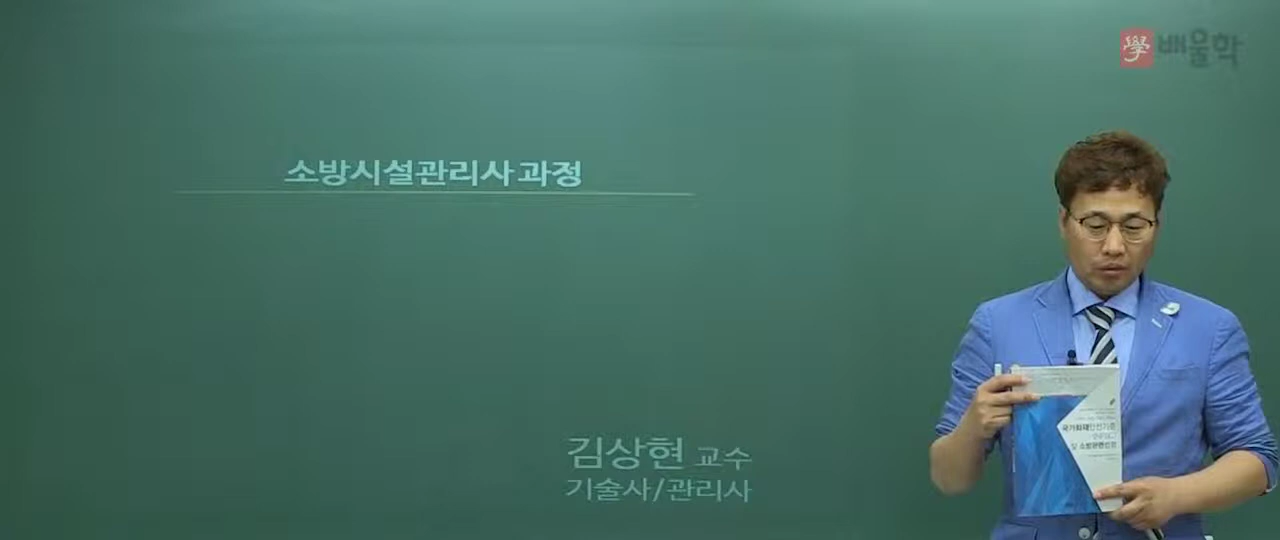 學 배울학
소방시설관리사 과정
국가화재안전기준
및 소방관련법령
김상현 교수
기술사/관리사